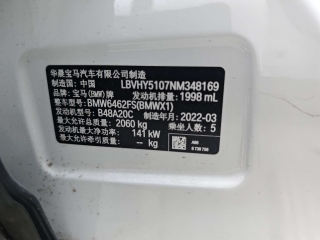 华晨宝马汽车有限公司制造
制造国: 中国 LBVHY5107NM348169
品牌: 宝马(BMW)牌 发动机排量: 1998 mL
整车型号: BMW6462FS(BMWX1)
发动机型号: B48A20C
最大允许总质量: 2060 kg 制造年月: 2022-03
发动机最大净功率: 141 kW 乘坐人数: 5
最大允许牵引质量: -- kg